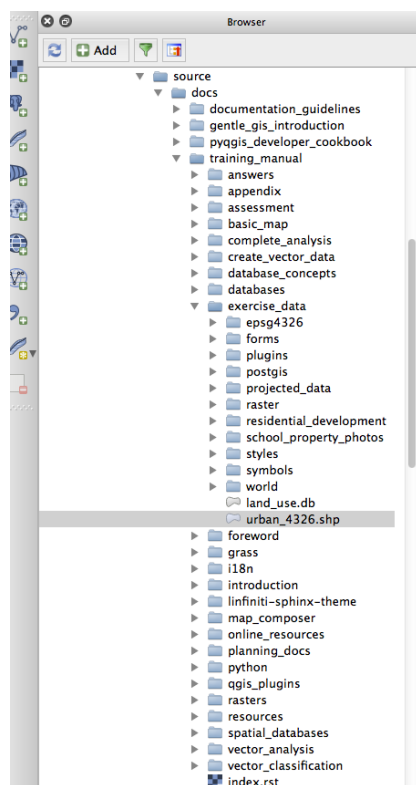 Browser
Add
source
docs
documentation_guidelines
gentle_gis_introduction
pyqgis_developer_cookbook
training_manual
answers
appendix
assessment
basic_map
complete_analysis
create_vector_data
database_concepts
databases
exercise_data
epsg4326
forms
plugins
postgis
projected_data
raster
residential_development
school_property_photos
styles
symbols
world
land_use.db
urban_4326.shp
foreword
grass
i18n
introduction
linfiniti-sphinx-theme
map_composer
online_resources
planning_docs
python
qgis_plugins
rasters
resources
spatial_databases
vector_analysis
vector_classification
index.rst